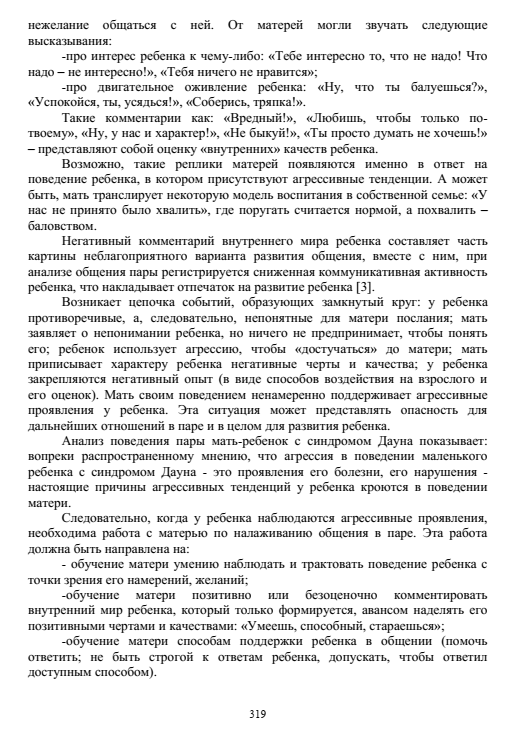 нежелание общаться с ней. От матерей могли звучать следующие
высказывания:
-про интерес ребенка к чему-либо: «Тебе интересно то, что не надо! Что
надо – не интересно!», «Тебя ничего не нравится»;
-про двигательное оживление ребенка: «Ну, что ты балуешься?»,
«Успокойся, ты, усядься!», «Соберись, тряпка!».
Такие комментарии как: «Вредный!», «Любишь, чтобы только по-
твоему», «Ну, у нас и характер!», «Не быкуй!», «Ты просто думать не хочешь!»
– представляют собой оценку «внутренних» качеств ребенка.
Возможно, такие реплики матерей появляются именно в ответ на
поведение ребенка, в котором присутствуют агрессивные тенденции. А может
быть, мать транслирует некоторую модель воспитания в собственной семье: «У
нас не принято было хвалить», где поругать считается нормой, а похвалить –
баловством.
Негативный комментарий внутреннего мира ребенка составляет часть
картины неблагоприятного варианта развития общения, вместе с ним, при
анализе общения пары регистрируется сниженная коммуникативная активность
ребенка, что накладывает отпечаток на развитие ребенка [3].
Возникает цепочка событий, образующих замкнутый круг: у ребенка
противоречивые, а, следовательно, непонятные для матери послания; мать
заявляет о непонимании ребенка, но ничего не предпринимает, чтобы понять
его; ребенок использует агрессию, чтобы «достучаться» до матери; мать
приписывает характеру ребенка негативные черты и качества; у ребенка
закрепляются негативный опыт (в виде способов воздействия на взрослого и
его оценок). Мать своим поведением ненамеренно поддерживает агрессивные
проявления у ребенка. Эта ситуация может представлять опасность для
дальнейших отношений в паре и в целом для развития ребенка.
Анализ поведения пары мать-ребенок с синдромом Дауна показывает:
вопреки распространенному мнению, что агрессия в поведении маленького
ребенка с синдромом Дауна - это проявления его болезни, его нарушения -
настоящие причины агрессивных тенденций у ребенка кроются в поведении
матери.
Следовательно, когда у ребенка наблюдаются агрессивные проявления,
необходима работа с матерью по налаживанию общения в паре. Эта работа
должна быть направлена на:
- обучение матери умению наблюдать и трактовать поведение ребенка с
точки зрения его намерений, желаний;
-обучение матери позитивно или безоценочно комментировать
внутренний мир ребенка, который только формируется, авансом наделять его
позитивными чертами и качествами: «Умеешь, способный, стараешься»;
-обучение матери способам поддержки ребенка в общении (помочь
ответить; не быть строгой к ответам ребенка, допускать, чтобы ответил
доступным способом).
319